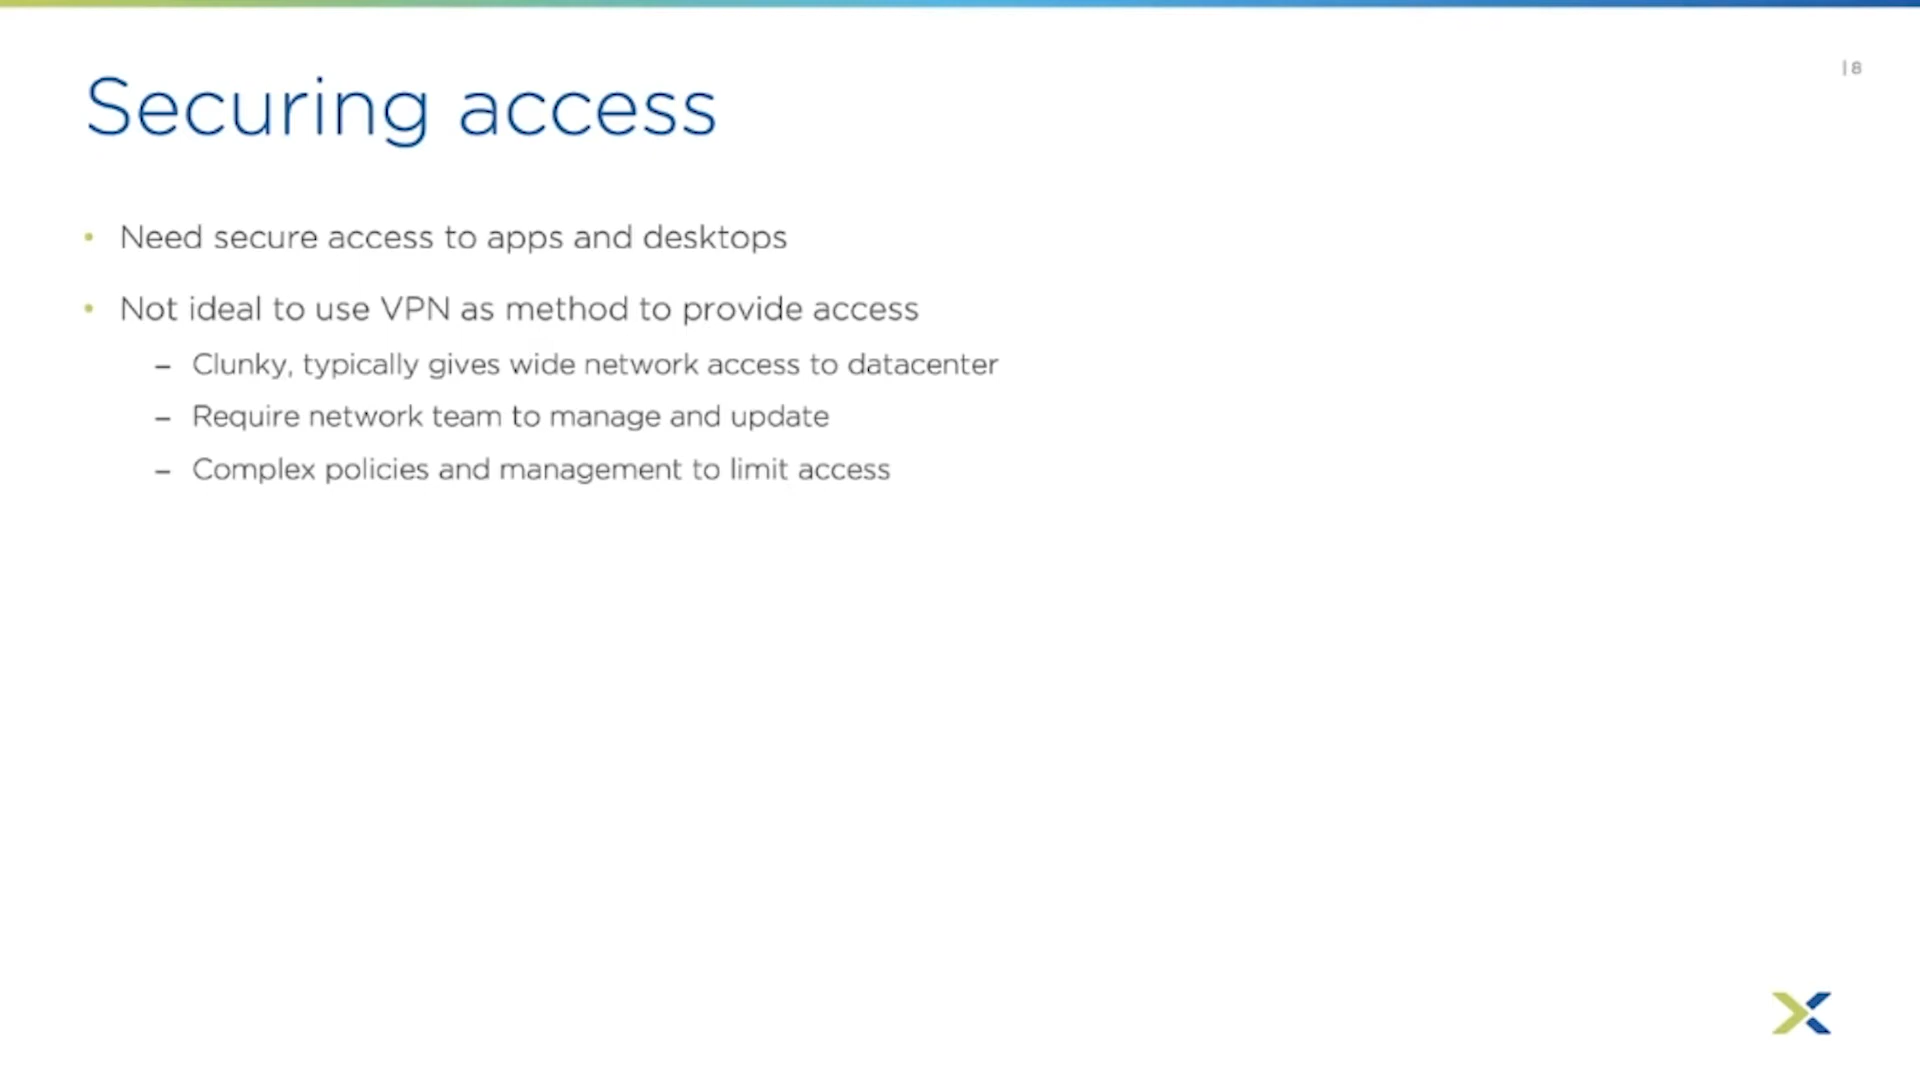 | 8
Securing access
• Need secure access to apps and desktops
• Not ideal to use VPN as method to provide access
– Clunky, typically gives wide network access to datacenter
– Require network team to manage and update
– Complex policies and management to limit access